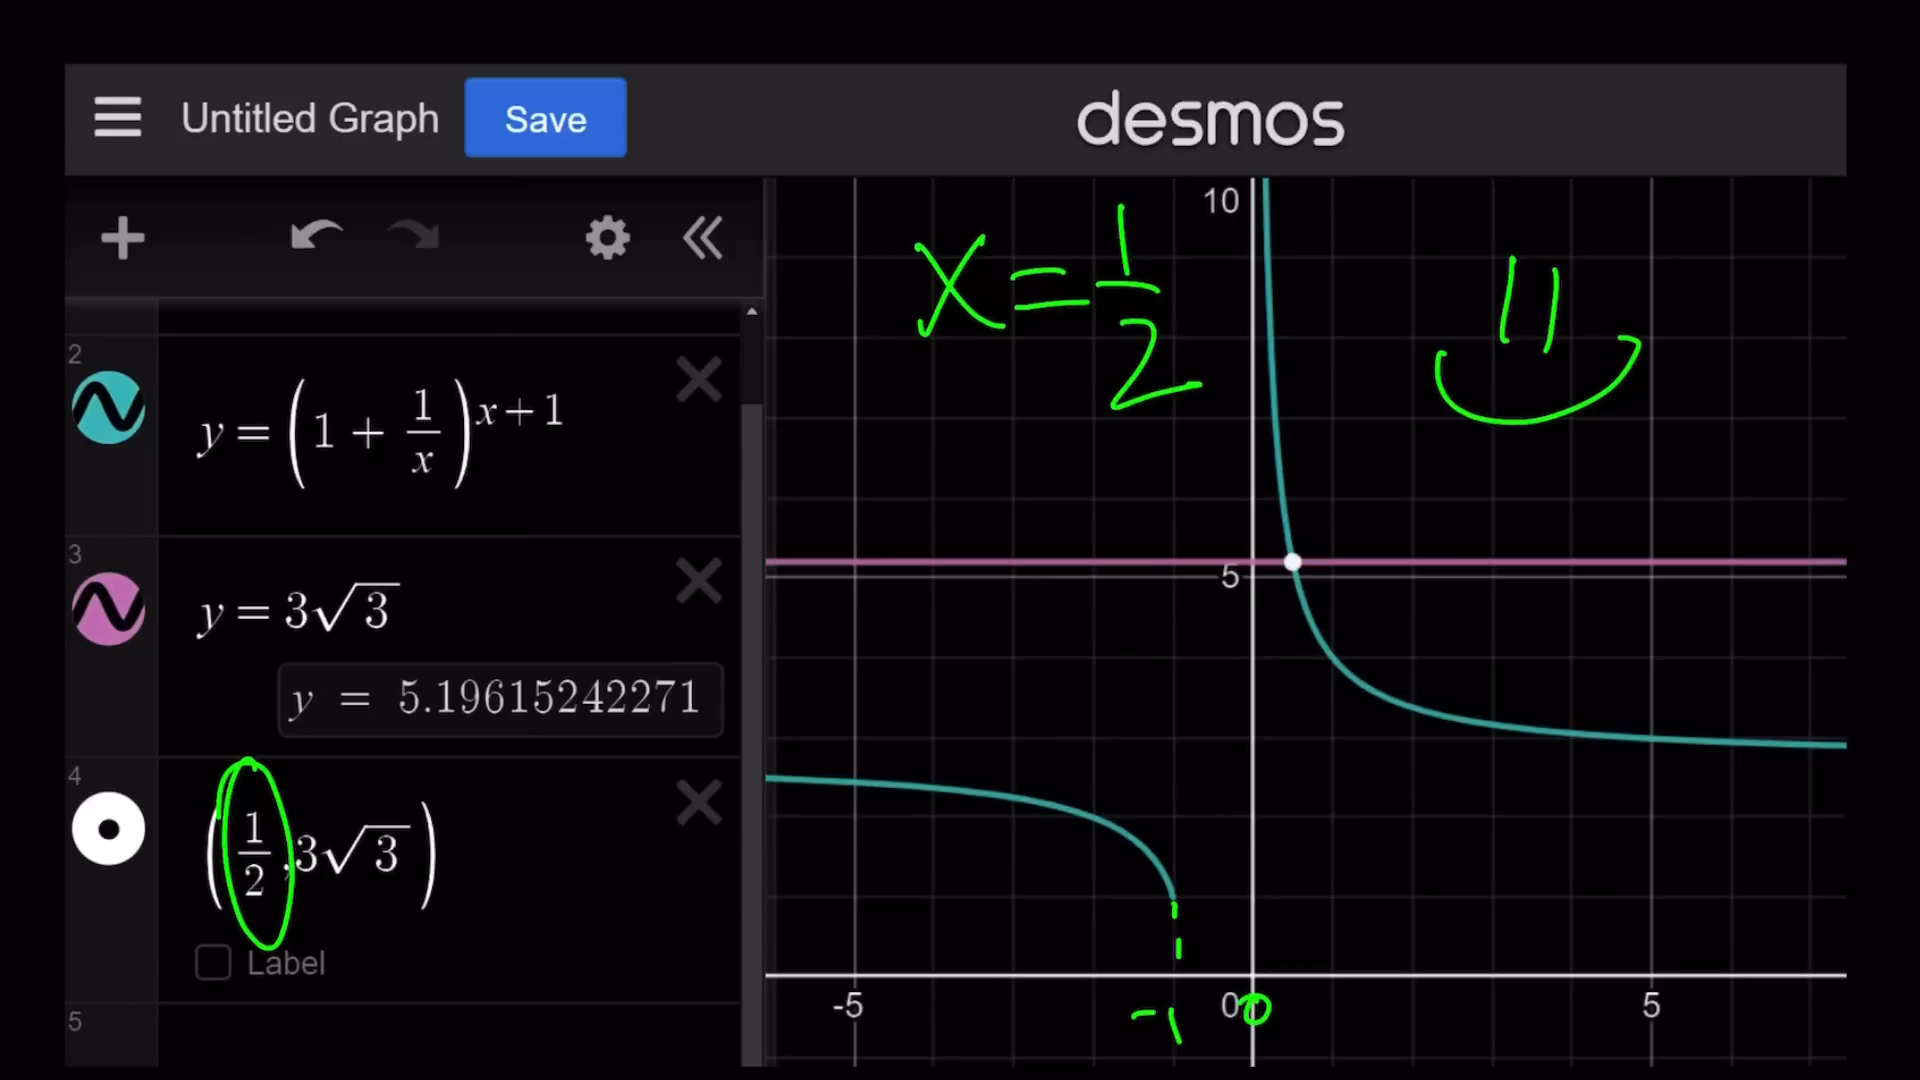 Untitled Graph Save desmos
2
y = (1 + 1/x)^(x+1)
3
y = 3√3
y = 5.19615242271
4
(1/2, 3√3)
Label
5
10
x = 1/2
5
-5 0 5
-1 0